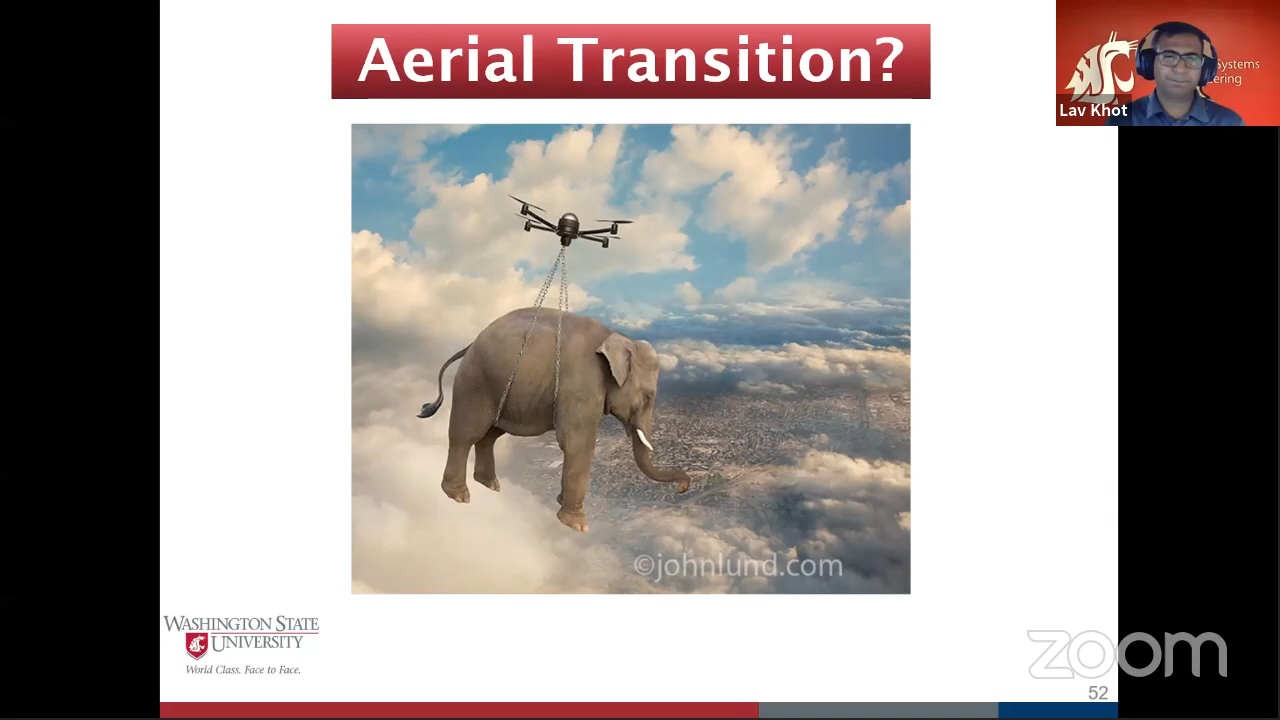 Aerial Transition?
Systems
ering
Lav Khot
©johnlund.com
WASHINGTON STATE
UNIVERSITY
World Class. Face to Face.
zoom
52